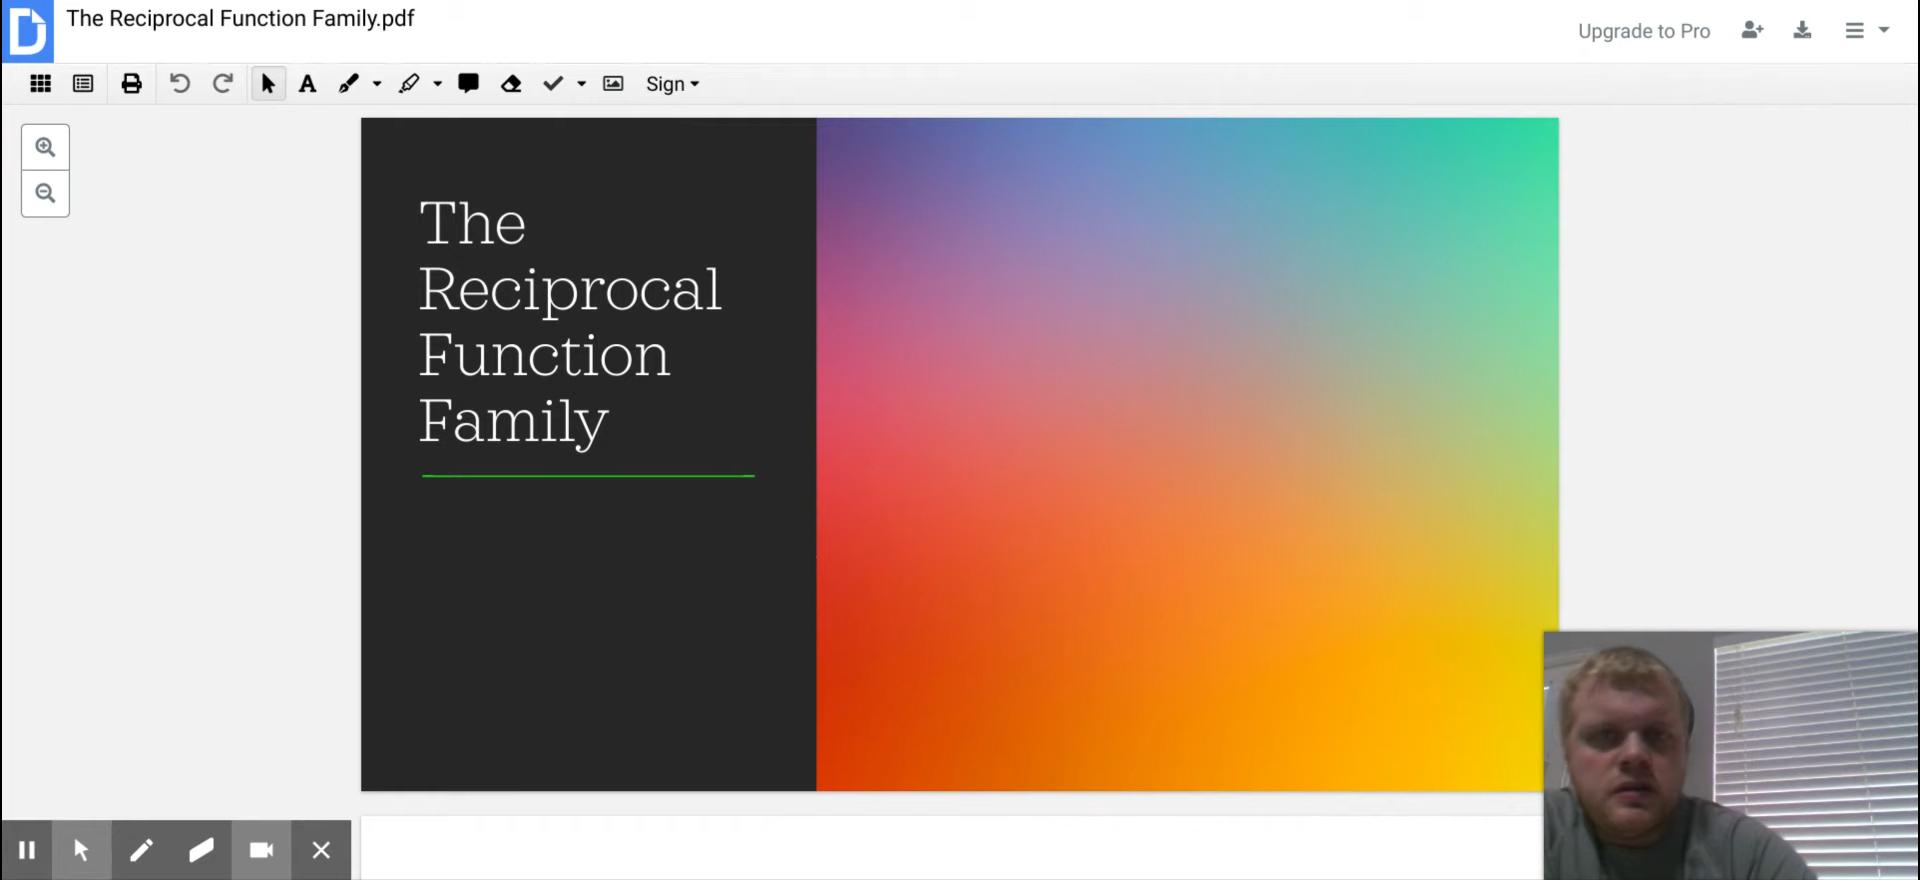 The Reciprocal Function Family.pdf
Upgrade to Pro
A
Sign
The
Reciprocal
Function
Family